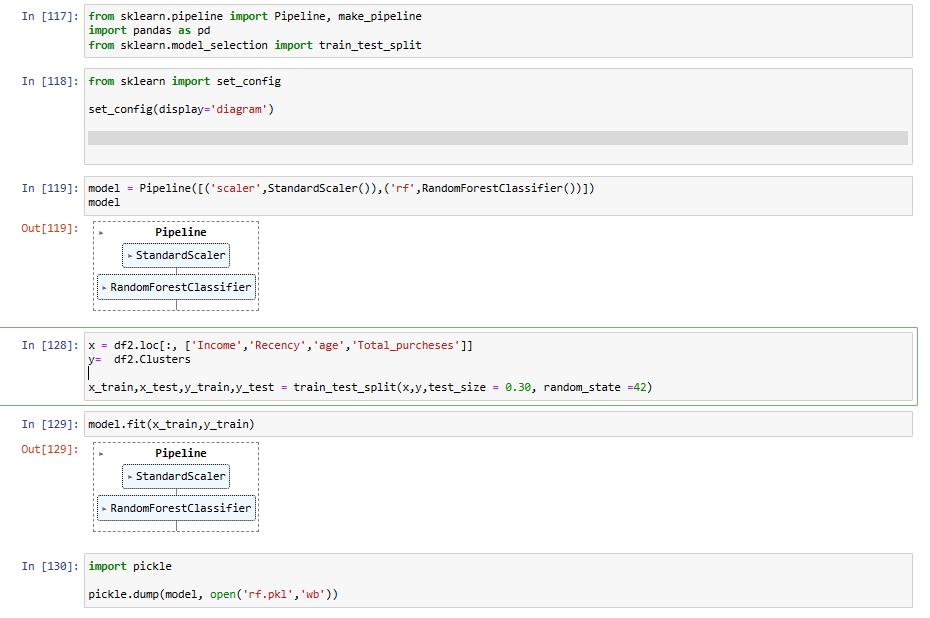 In [117]: from sklearn.pipeline import Pipeline, make_pipeline
import pandas as pd
from sklearn.model_selection import train_test_split
In [118]: from sklearn import set_config
set_config(display='diagram')
In [119]: model = Pipeline([('scaler',StandardScaler()),('rf',RandomForestClassifier())])
model
Out[119]: Pipeline
StandardScaler
RandomForestClassifier
In [128]: x = df2.loc[:, ['Income','Recency','age','Total_purcheses']]
y=  df2.Clusters
x_train,x_test,y_train,y_test = train_test_split(x,y,test_size = 0.30, random_state =42)
In [129]: model.fit(x_train,y_train)
Out[129]: Pipeline
StandardScaler
RandomForestClassifier
In [130]: import pickle
pickle.dump(model, open('rf.pkl','wb'))